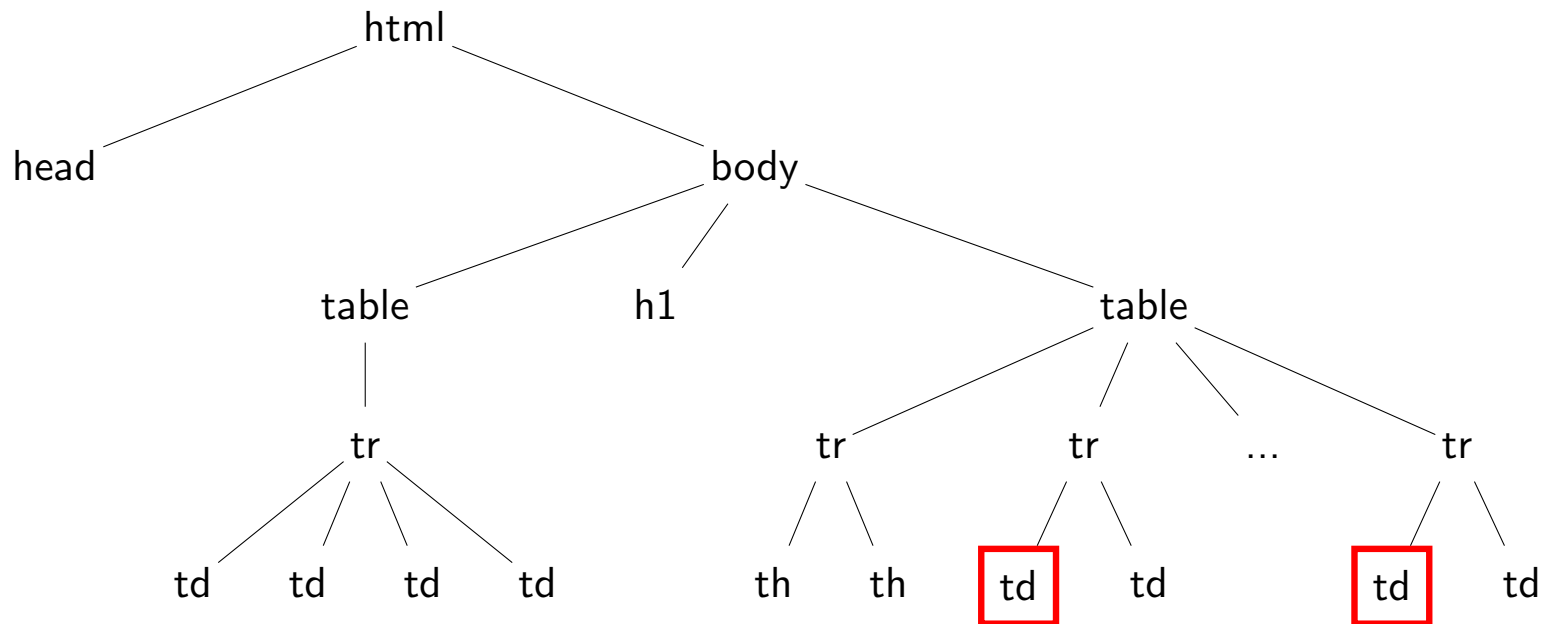 html
head body
table h1 table
tr tr tr ... tr
td td td td th th td td td td